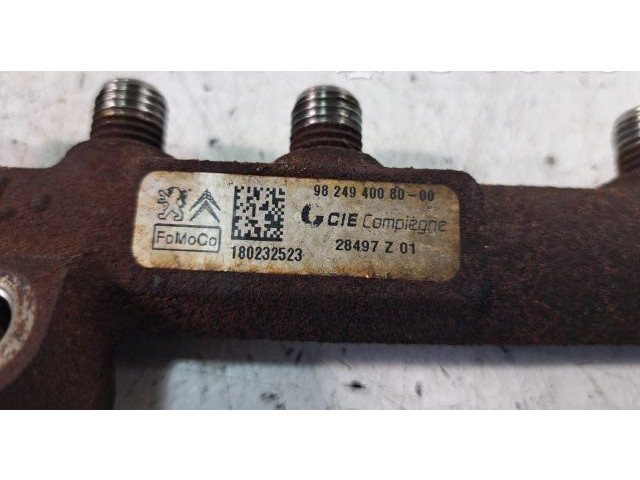 98 249 400 80-00
CIE Compiègne
FoMoCo
180232523
28497 Z 01